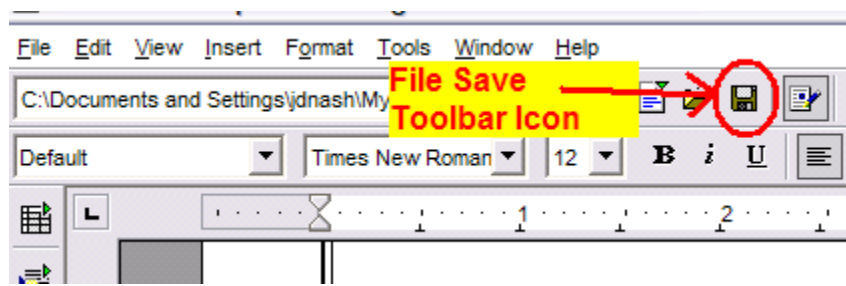 File Edit View Insert Format Tools Window Help
C:\Documents and Settings\jdnash\My
File Save
Toolbar Icon
Default Times New Roman 12 B i U
1 2